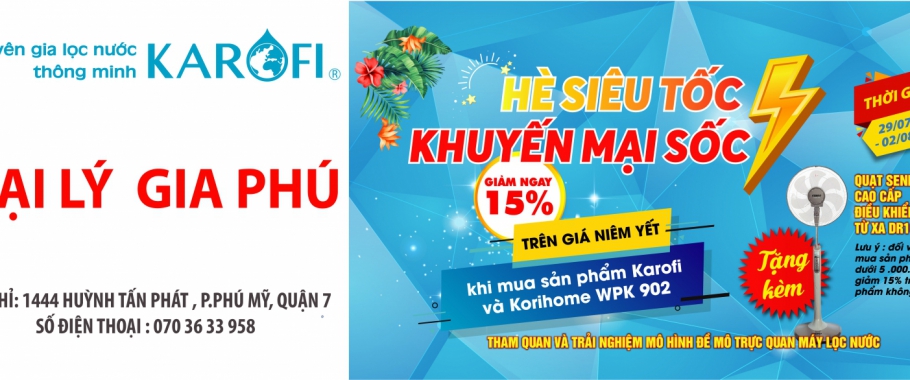 yên gia lọc nước
thông minh
KAROFI®
ẠI LÝ GIA PHÚ
HỈ: 1444 HUỲNH TẤN PHÁT , P.PHÚ MỸ, QUẬN 7
SỐ ĐIỆN THOẠI : 070 36 33 958
HÈ SIÊU TỐC
KHUYẾN MẠI SỐC
GIẢM NGAY
15%
TRÊN GIÁ NIÊM YẾT
khi mua sản phẩm Karofi
và Korihome WPK 902
THỜI G
29/07
- 02/08
QUẠT SEN
CAO CẤP
ĐIỀU KHIỂ
TỪ XA DR1
Lưu ý : đối v
mua sản ph
dưới 5 .000.
giảm 15% t
phẩm khôn
Tặng
kèm
THAM QUAN VÀ TRẢI NGHIỆM MÔ HÌNH ĐỂ MÔ TRỰC QUAN MÁY LỌC NƯỚC